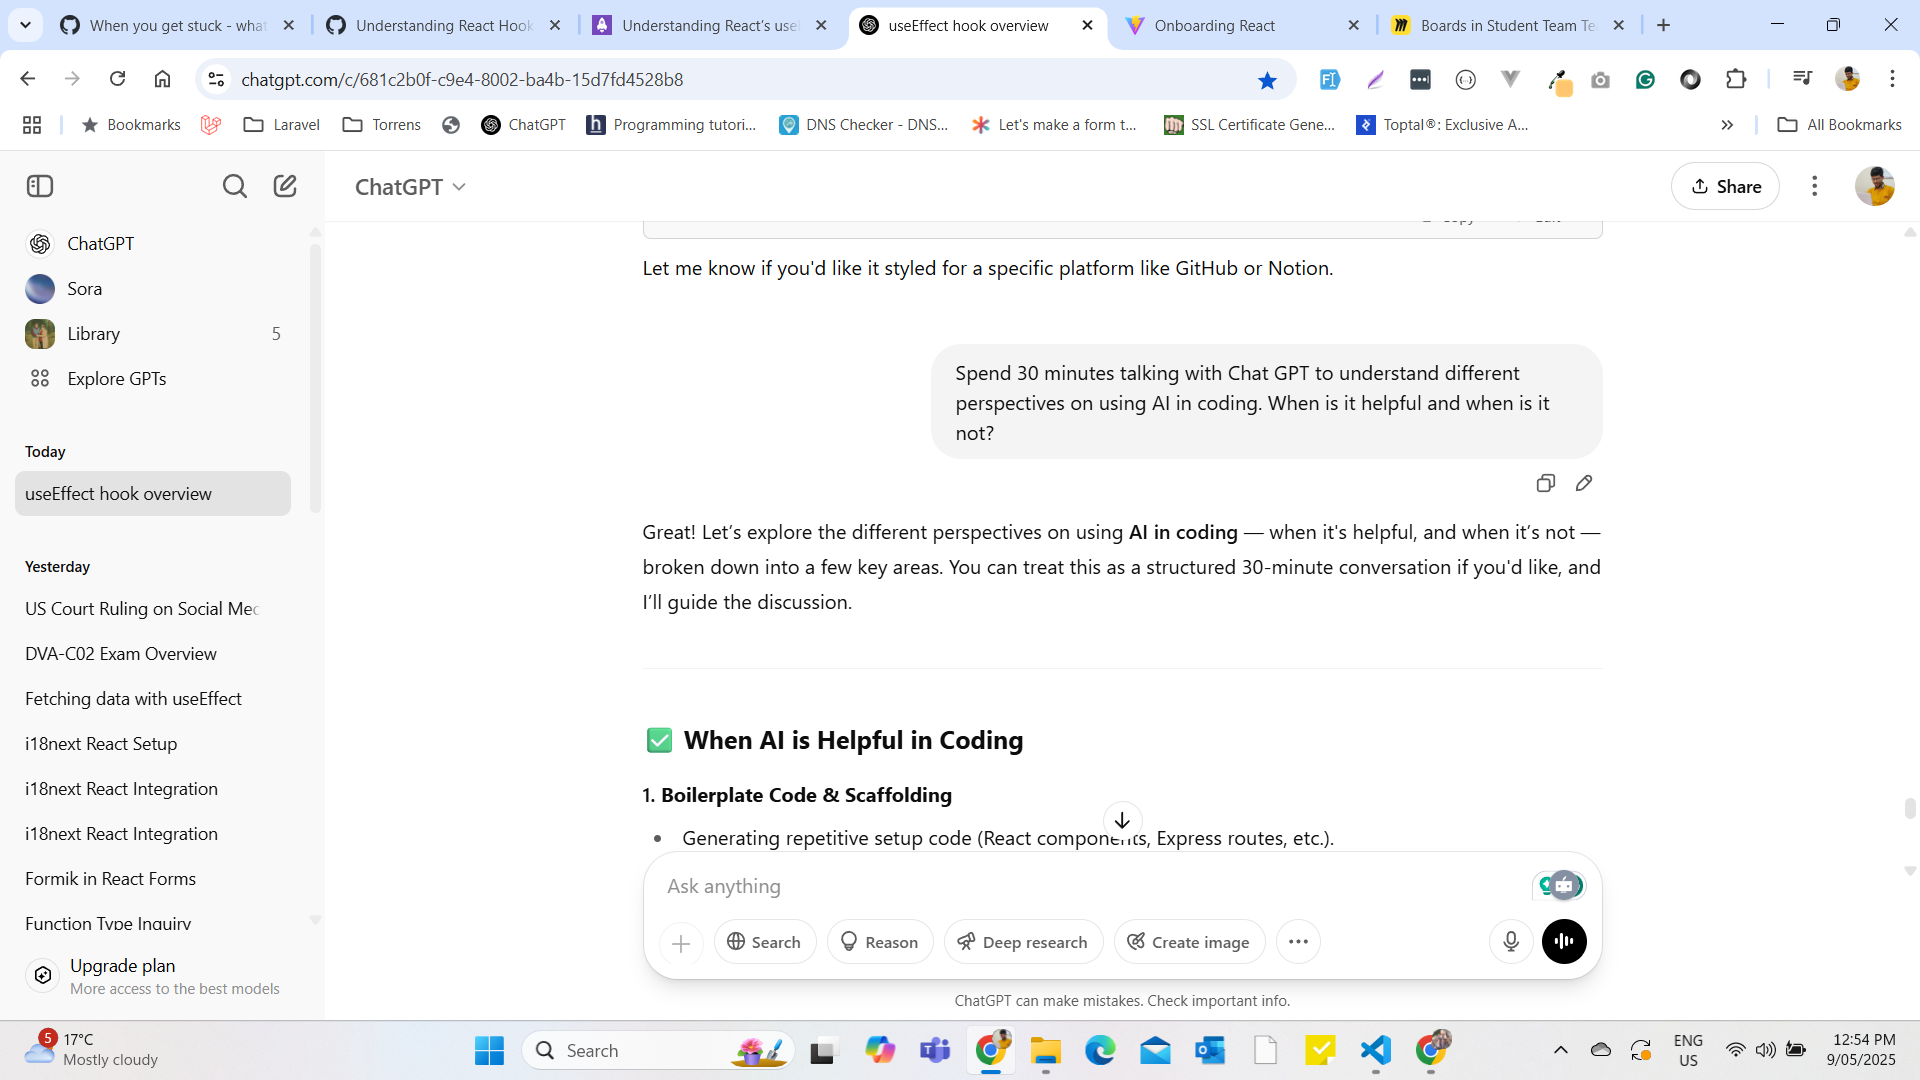 When you get stuck - what
Understanding React Hook
Understanding React's use
useEffect hook overview
Onboarding React
Boards in Student Team Te
chatgpt.com/c/681c2b0f-c9e4-8002-ba4b-15d7fd4528b8
Bookmarks
Laravel
Torrens
ChatGPT
Programming tutori...
DNS Checker - DNS...
Let's make a form t...
SSL Certificate Gene...
Toptal®: Exclusive A...
All Bookmarks
ChatGPT
Share
ChatGPT
Sora
Library
5
Explore GPTs
Today
useEffect hook overview
Yesterday
US Court Ruling on Social Mec
DVA-C02 Exam Overview
Fetching data with useEffect
i18next React Setup
i18next React Integration
i18next React Integration
Formik in React Forms
Function Type Inquiry
Upgrade plan
More access to the best models
Let me know if you'd like it styled for a specific platform like GitHub or Notion.
Spend 30 minutes talking with Chat GPT to understand different
perspectives on using AI in coding. When is it helpful and when is it
not?
Great! Let’s explore the different perspectives on using AI in coding — when it's helpful, and when it’s not —
broken down into a few key areas. You can treat this as a structured 30-minute conversation if you'd like, and
I’ll guide the discussion.
When AI is Helpful in Coding
1. Boilerplate Code & Scaffolding
Generating repetitive setup code (React components, Express routes, etc.).
Ask anything
Search
Reason
Deep research
Create image
ChatGPT can make mistakes. Check important info.
5
17°C
Mostly cloudy
Search
ENG
US
12:54 PM
9/05/2025